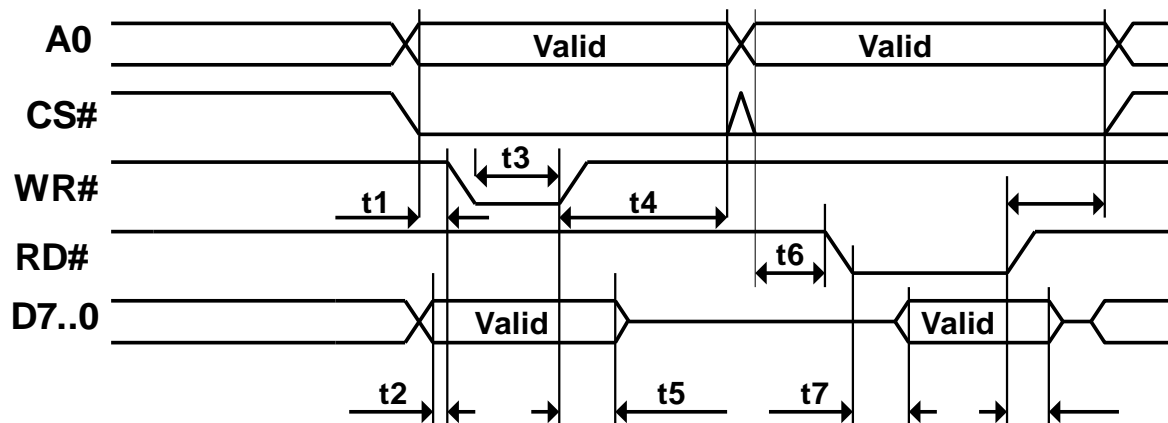 A0 Valid Valid
CS#
WR# t3
t1 t4
RD# t6
D7..0 Valid Valid
t2 t5 t7